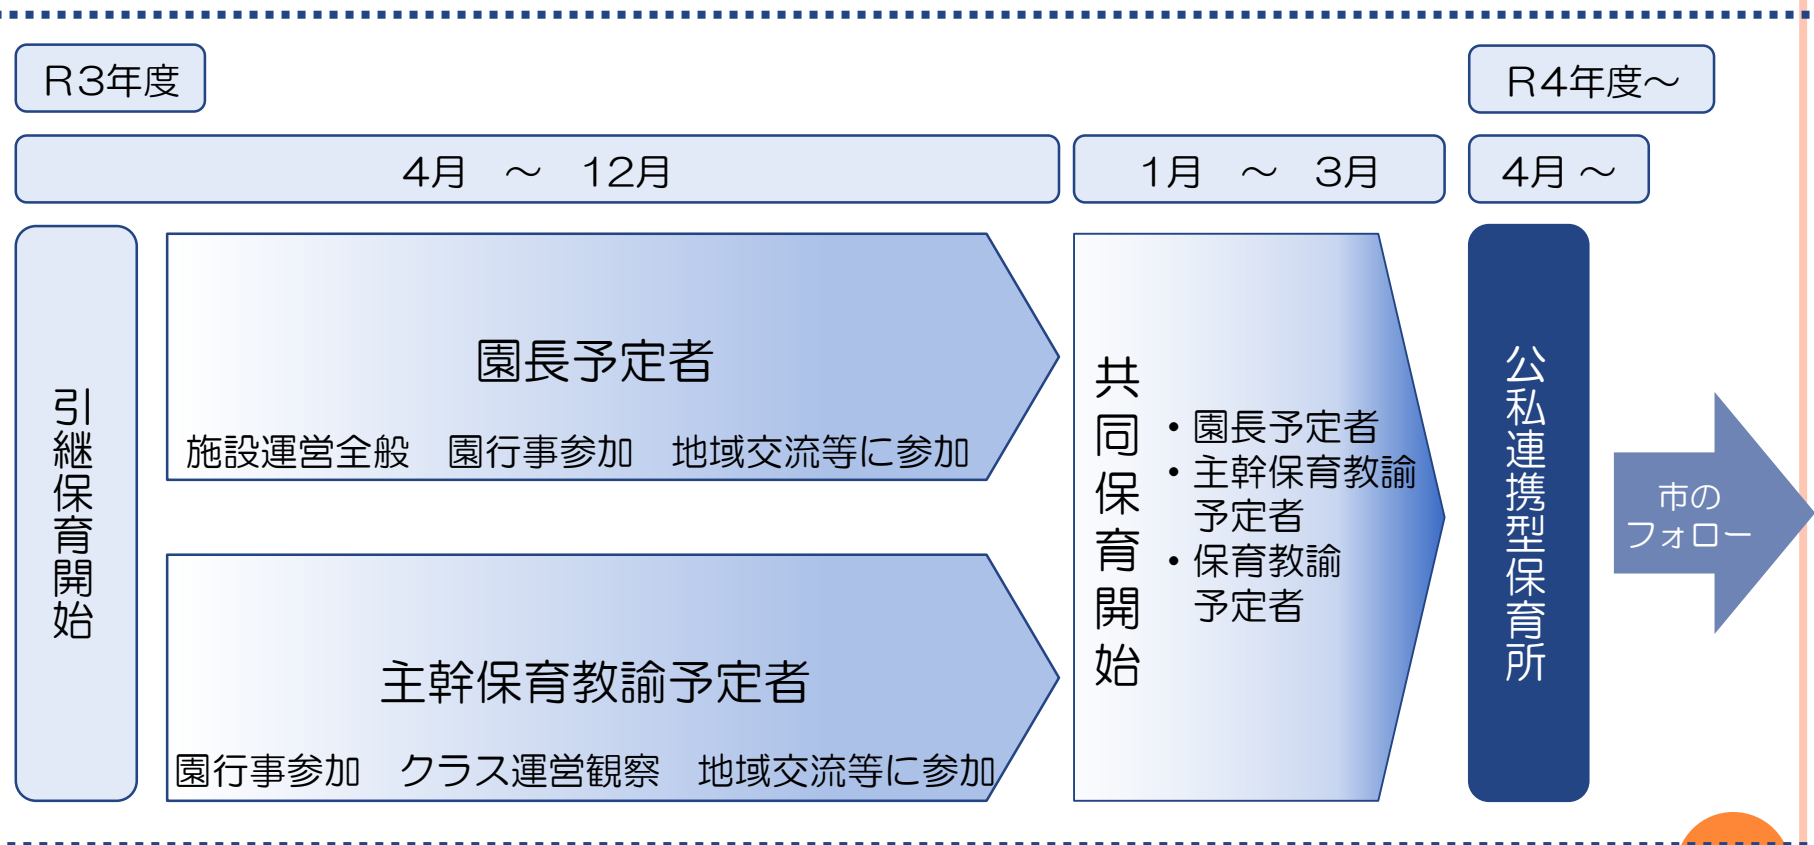 R3年度
R4年度～
4月　～　12月
1月　～　3月
4月～
引継保育開始
園長予定者
施設運営全般　園行事参加　地域交流等に参加
主幹保育教諭予定者
園行事参加　クラス運営観察　地域交流等に参加
共同保育開始
・園長予定者
・主幹保育教諭
予定者
・保育教諭
予定者
公私連携型保育所
市の
フォロー